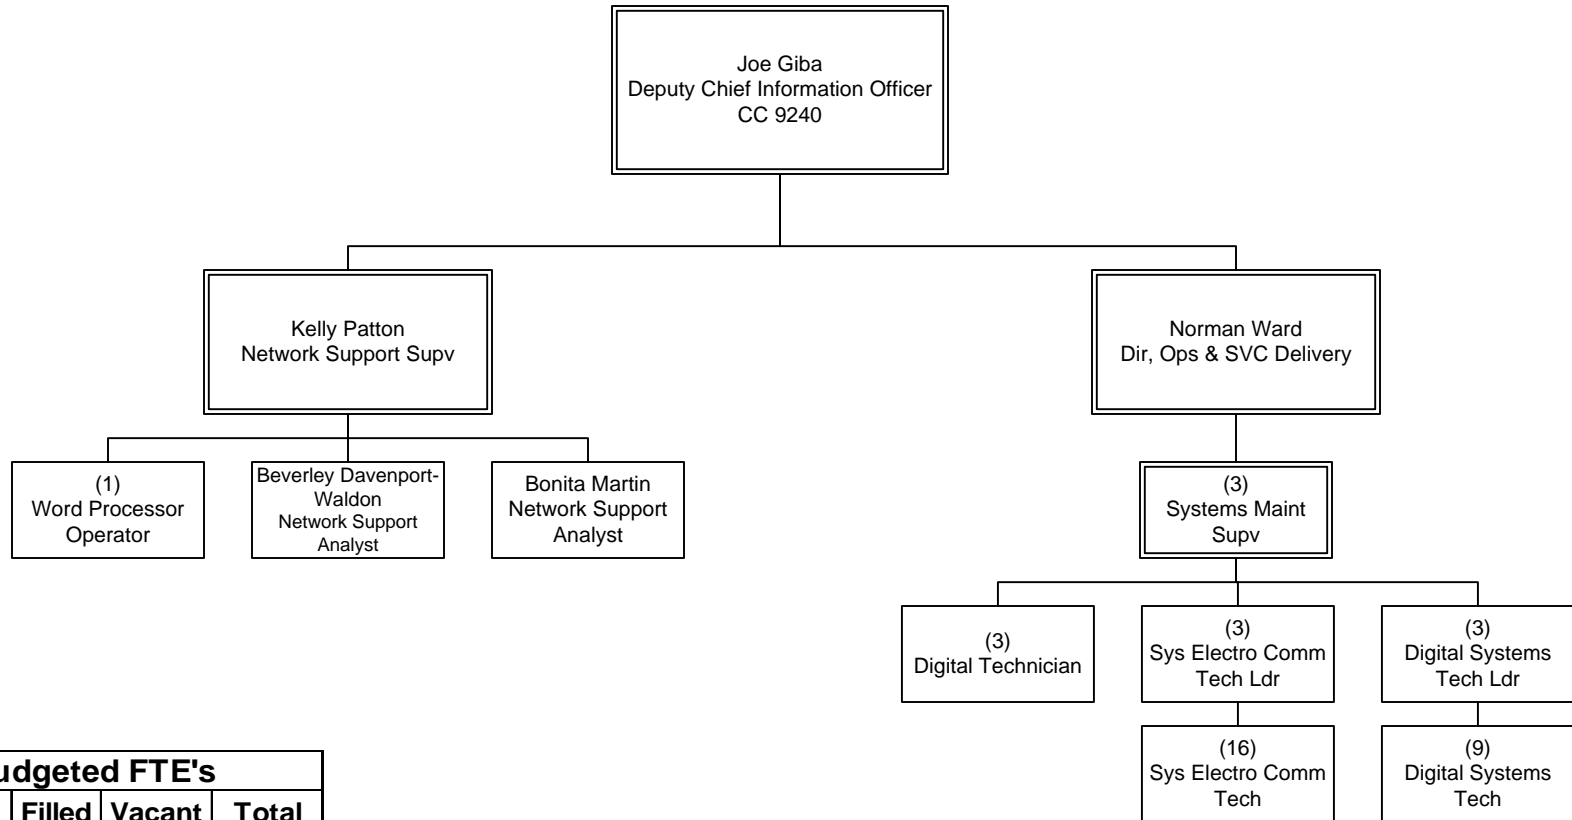 Joe Giba
Deputy Chief Information Officer
CC 9240
Kelly Patton
Network Support Supv
Norman Ward
Dir, Ops & SVC Delivery
(1)
Word Processor
Operator
Beverley Davenport-
Waldon
Network Support
Analyst
Bonita Martin
Network Support
Analyst
(3)
Systems Maint
Supv
(3)
Digital Technician
(3)
Sys Electro Comm
Tech Ldr
(3)
Digital Systems
Tech Ldr
(16)
Sys Electro Comm
Tech
(9)
Digital Systems
Tech
udgeted FTE's
Filled Vacant Total